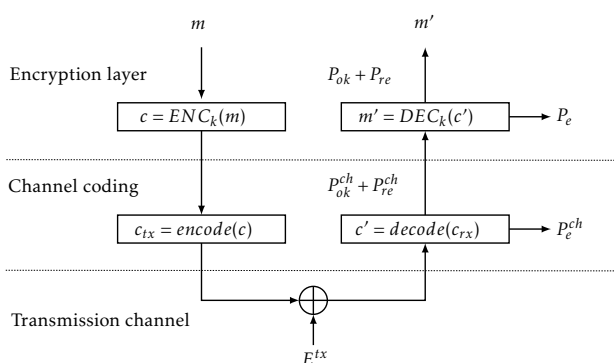 m m′
Encryption layer P_ok + P_re
c = ENC_k(m) m′ = DEC_k(c′) P_e
Channel coding P_ok^ch + P_re^ch
c_tx = encode(c) c′ = decode(c_rx) P_e^ch
Transmission channel
E^tx